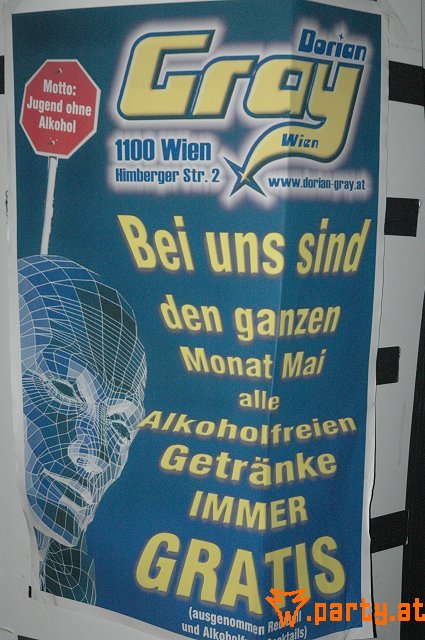 Motto:
Jugend ohne
Alkohol
Dorian
Gray
Wien
1100 Wien
Himberger Str. 2
www.dorian-gray.at
Bei uns sind
den ganzen
Monat Mai
alle
Alkoholfreien
Getränke
IMMER
GRATIS
(ausgenommen Red
und
party.at